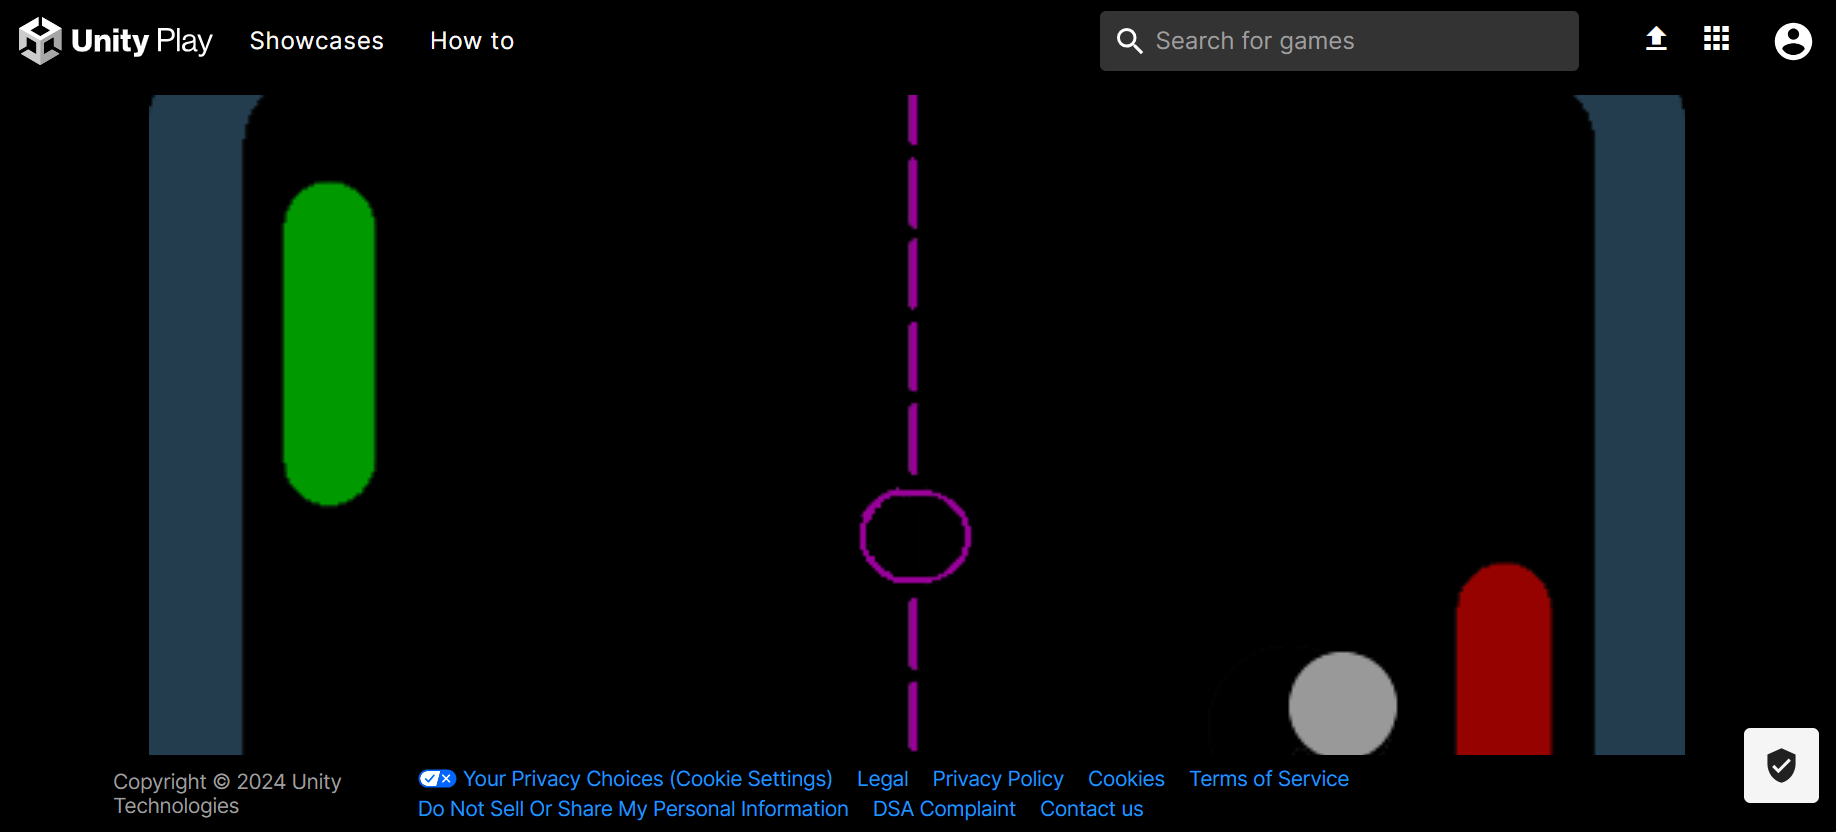 Unity Play
Showcases
How to
Search for games
Copyright © 2024 Unity
Technologies
Your Privacy Choices (Cookie Settings)
Legal
Privacy Policy
Cookies
Terms of Service
Do Not Sell Or Share My Personal Information
DSA Complaint
Contact us